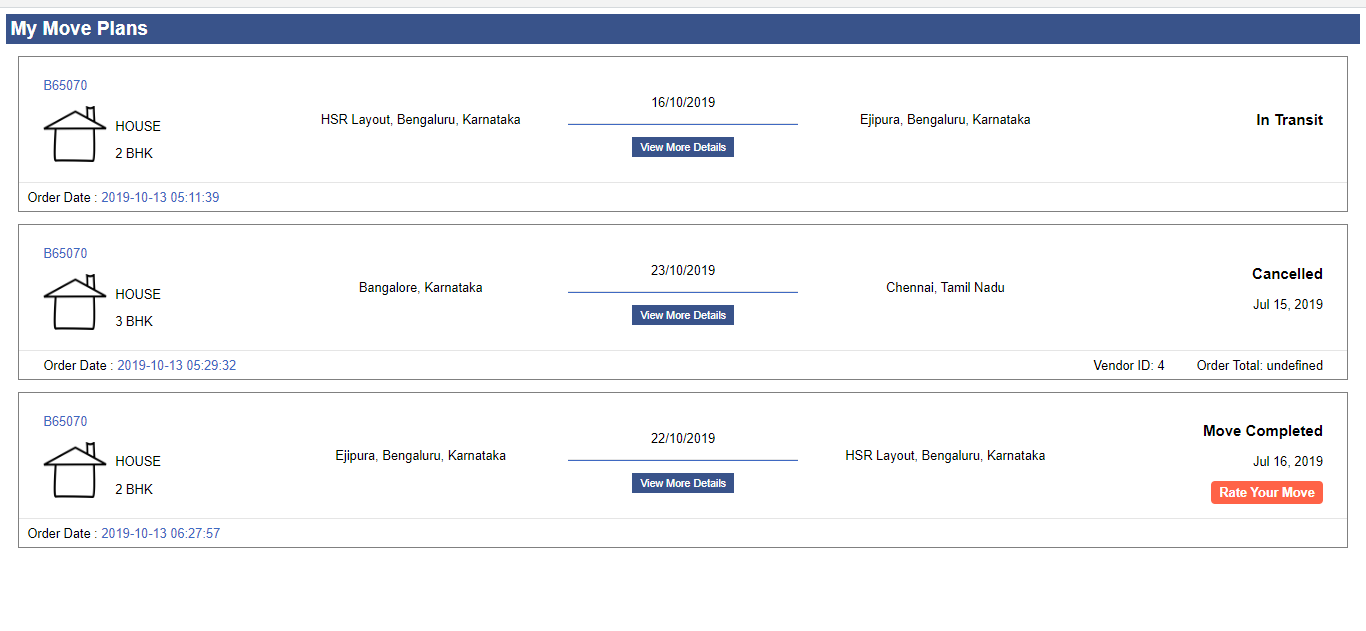 My Move Plans
B65070
HOUSE
2 BHK
HSR Layout, Bengaluru, Karnataka
16/10/2019
View More Details
Ejipura, Bengaluru, Karnataka
In Transit
Order Date : 2019-10-13 05:11:39
B65070
HOUSE
3 BHK
Bangalore, Karnataka
23/10/2019
View More Details
Chennai, Tamil Nadu
Cancelled
Jul 15, 2019
Order Date : 2019-10-13 05:29:32
Vendor ID: 4
Order Total: undefined
B65070
HOUSE
2 BHK
Ejipura, Bengaluru, Karnataka
22/10/2019
View More Details
HSR Layout, Bengaluru, Karnataka
Move Completed
Jul 16, 2019
Rate Your Move
Order Date : 2019-10-13 06:27:57